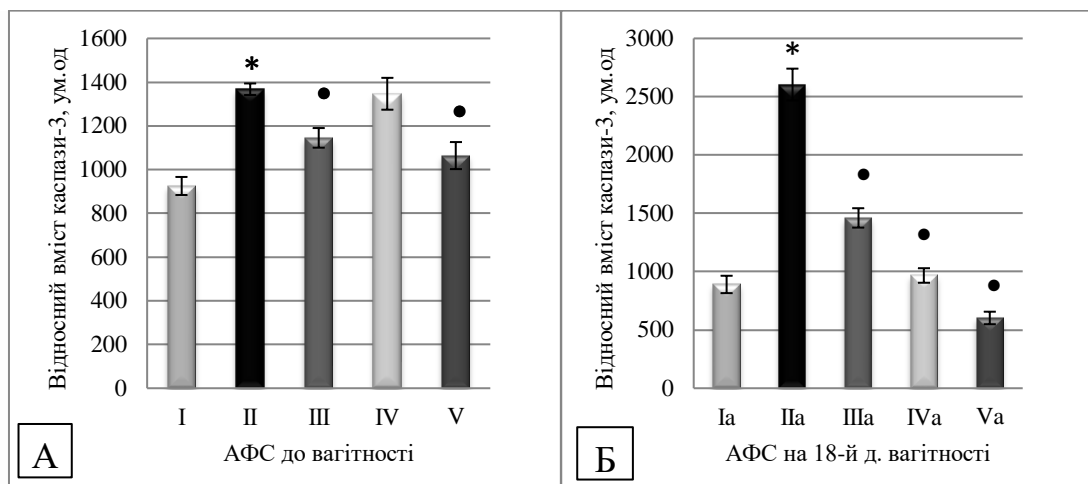 Відносний вміст каспази-3, ум.од
1600
1400
1200
1000
800
600
400
200
0
*
●
●
I II III IV V
АФС до вагітності
А
Відносний вміст каспази-3, ум.од
3000
2500
2000
1500
1000
500
0
*
●
●
●
Ia IIa IIIa IVa Va
АФС на 18-й д. вагітності
Б